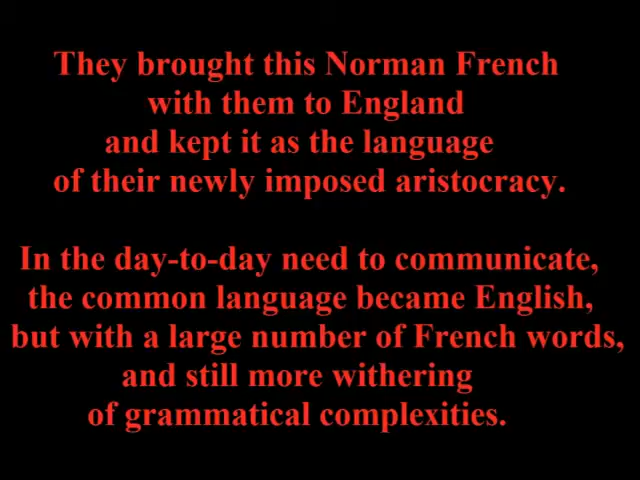 They brought this Norman French
with them to England
and kept it as the language
of their newly imposed aristocracy.
In the day-to-day need to communicate,
the common language became English,
but with a large number of French words,
and still more withering
of grammatical complexities.